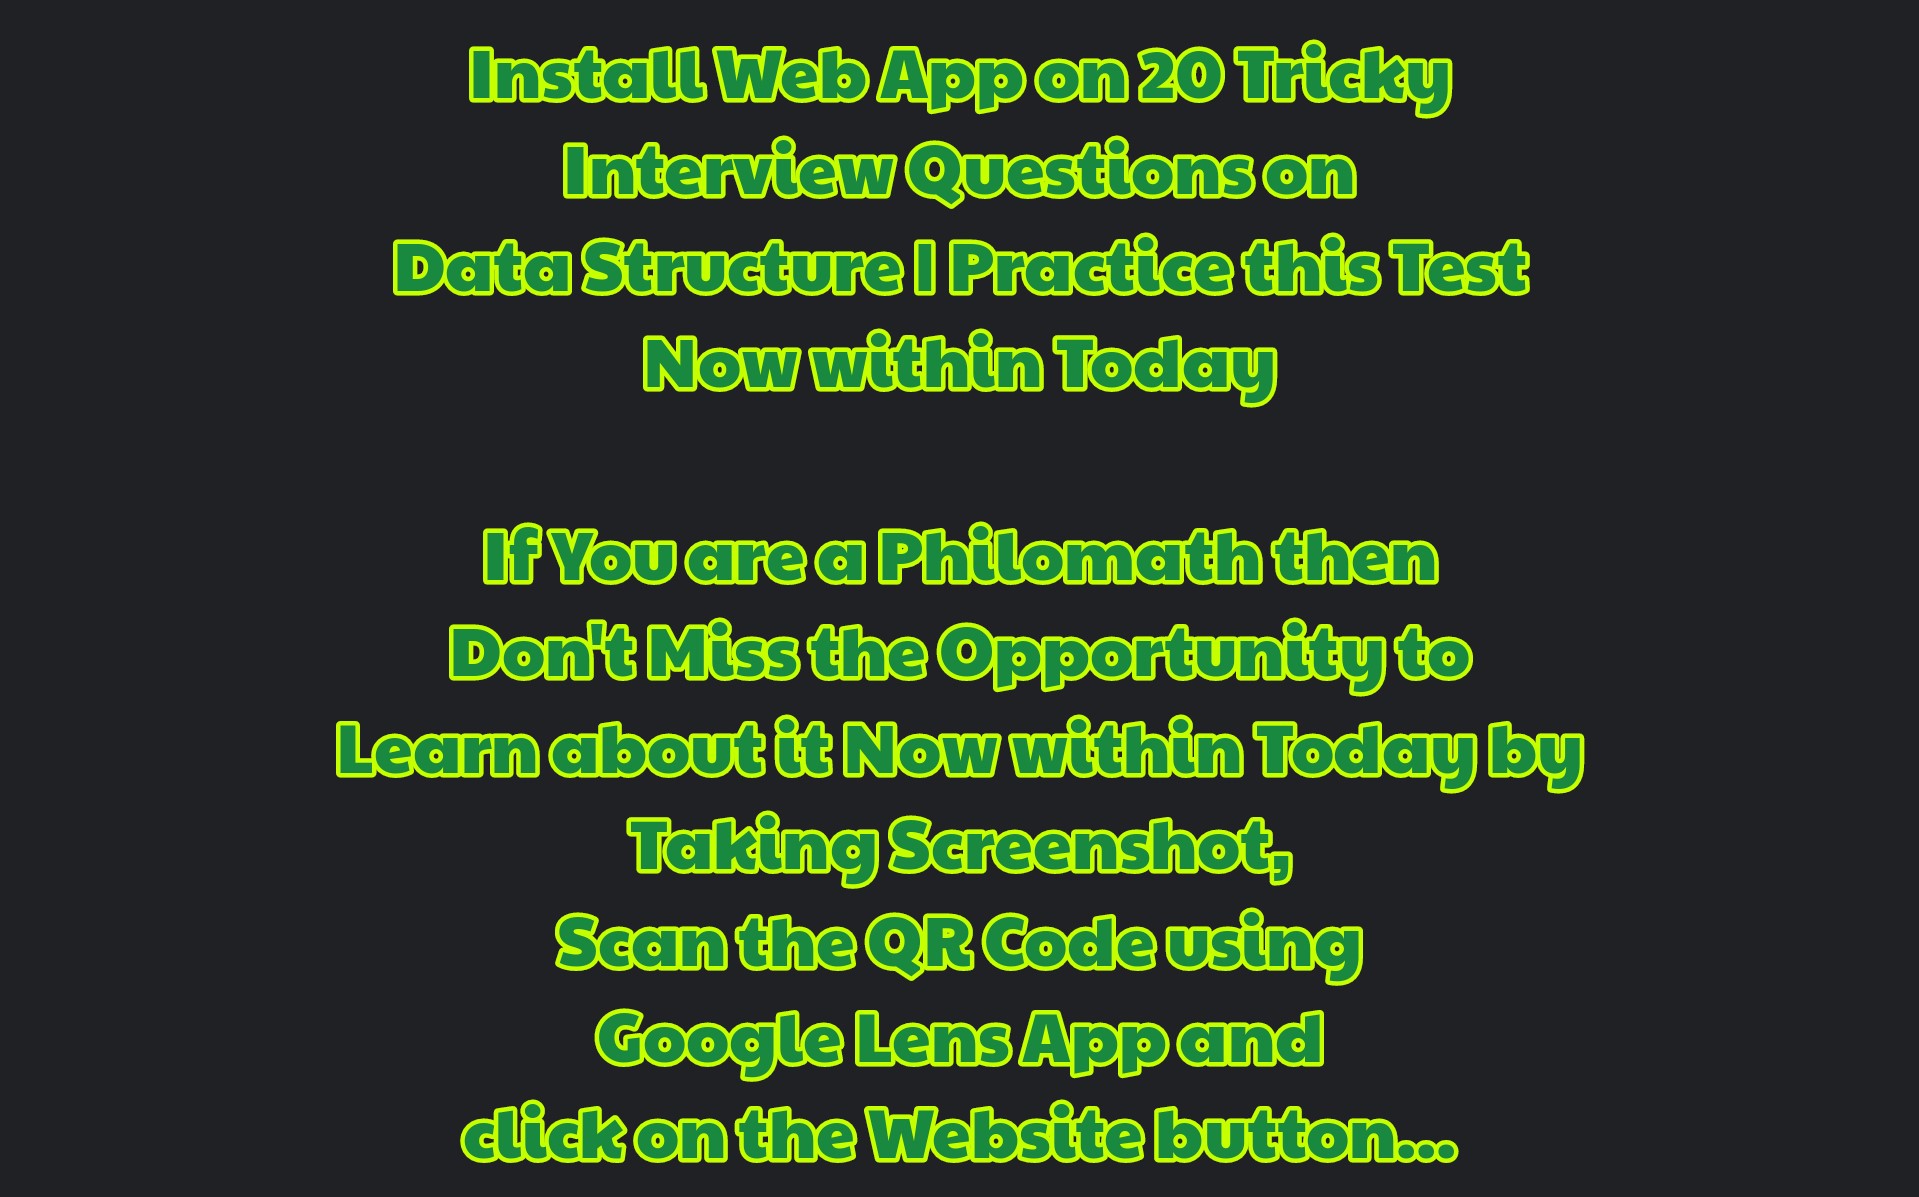 Install Web App on 20 Tricky
Interview Questions on
Data Structure | Practice this Test
Now within Today
If You are a Philomath then
Don't Miss the Opportunity to
Learn about it Now within Today by
Taking Screenshot,
Scan the QR Code using
Google Lens App and
click on the Website button...